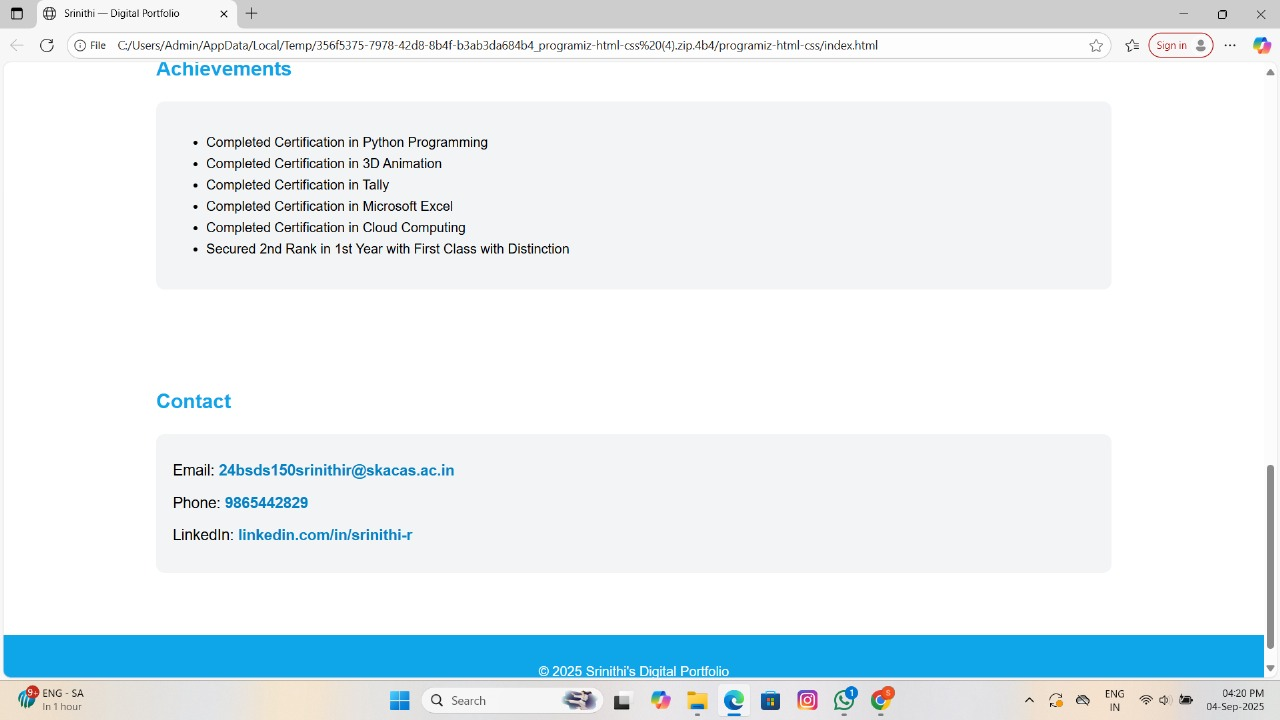 Srinithi — Digital Portfolio
File C:/Users/Admin/AppData/Local/Temp/356f5375-7978-42d8-8b4f-b3ab3da684b4_programiz-html-css%20(4).zip.4b4/programiz-html-css/index.html
Sign in
Achievements
Completed Certification in Python Programming
Completed Certification in 3D Animation
Completed Certification in Tally
Completed Certification in Microsoft Excel
Completed Certification in Cloud Computing
Secured 2nd Rank in 1st Year with First Class with Distinction
Contact
Email: 24bsds150srinithir@skacas.ac.in
Phone: 9865442829
LinkedIn: linkedin.com/in/srinithi-r
© 2025 Srinithi's Digital Portfolio
9+
ENG - SA
In 1 hour
Search
1
S
ENG
IN
04:20 PM
04-Sep-2025